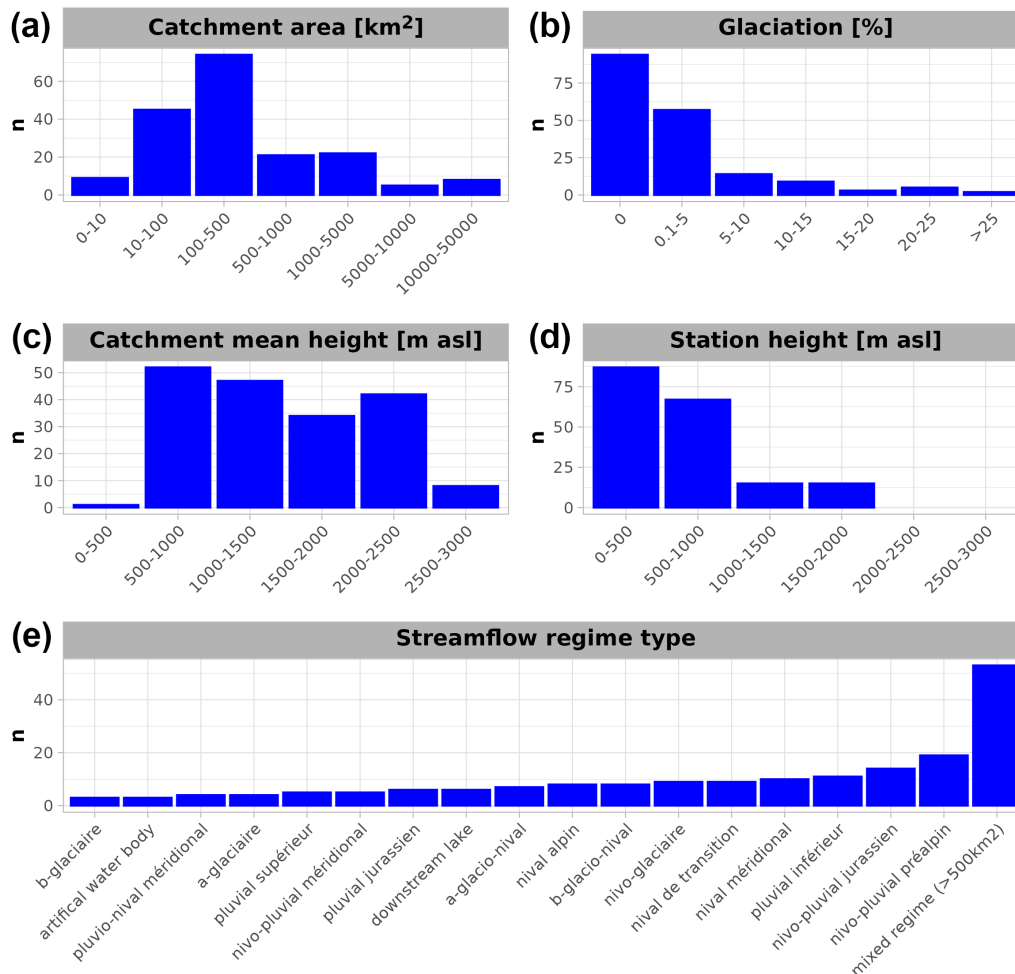 (a)
Catchment area [km²]
n
60
40
20
0
0-10
10-100
100-500
500-1000
1000-5000
5000-10000
10000-50000
(b)
Glaciation [%]
n
75
50
25
0
0
0.1-5
5-10
10-15
15-20
20-25
>25
(c)
Catchment mean height [m asl]
n
50
40
30
20
10
0
0-500
500-1000
1000-1500
1500-2000
2000-2500
2500-3000
(d)
Station height [m asl]
n
75
50
25
0
0-500
500-1000
1000-1500
1500-2000
2000-2500
2500-3000
(e)
Streamflow regime type
n
40
20
0
b-glaciaire
artifical water body
pluvio-nival méridional
a-glaciaire
pluvial supérieur
nivo-pluvial méridional
pluvial jurassien
downstream lake
a-glacio-nival
nival alpin
b-glacio-nival
nivo-glaciaire
nival de transition
nival méridional
pluvial inférieur
nivo-pluvial jurassien
nivo-pluvial préalpin
mixed regime (>500km2)